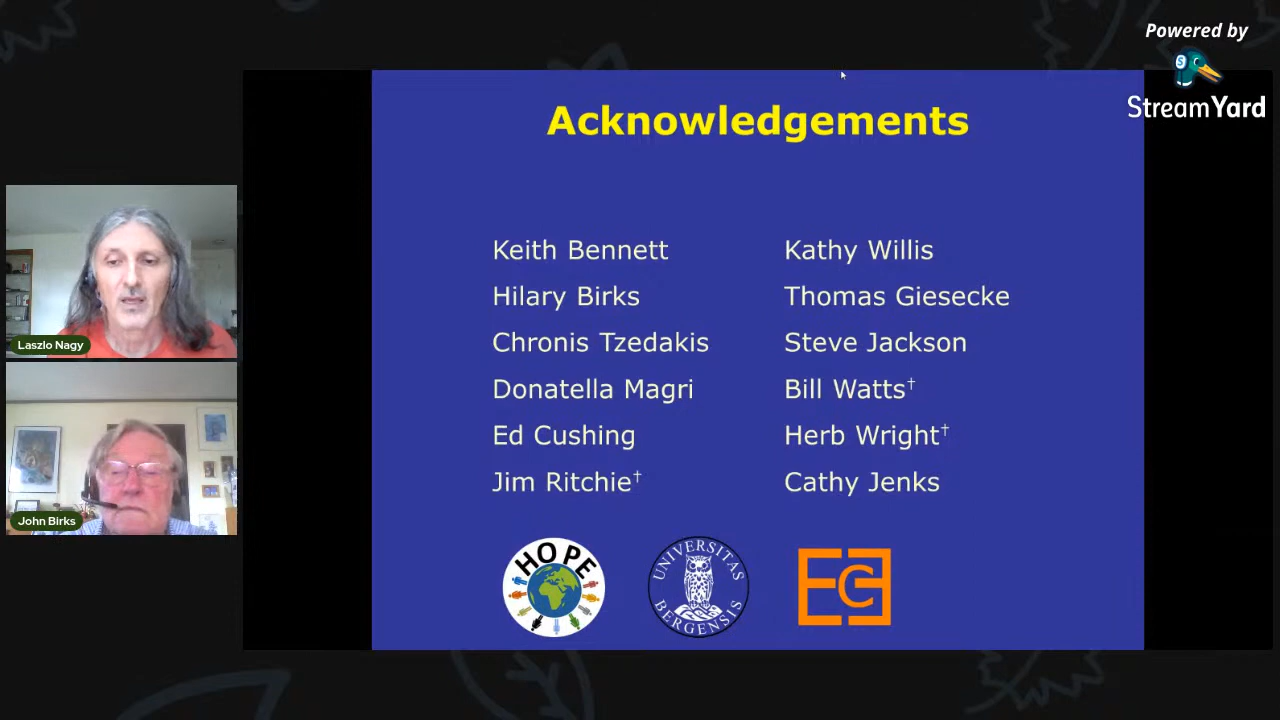 Powered by
StreamYard
Acknowledgements
Keith Bennett
Hilary Birks
Chronis Tzedakis
Donatella Magri
Ed Cushing
Jim Ritchie†
Kathy Willis
Thomas Giesecke
Steve Jackson
Bill Watts†
Herb Wright†
Cathy Jenks
HOPE
UNIVERSITAS
BERGENSIS
Laszlo Nagy
John Birks